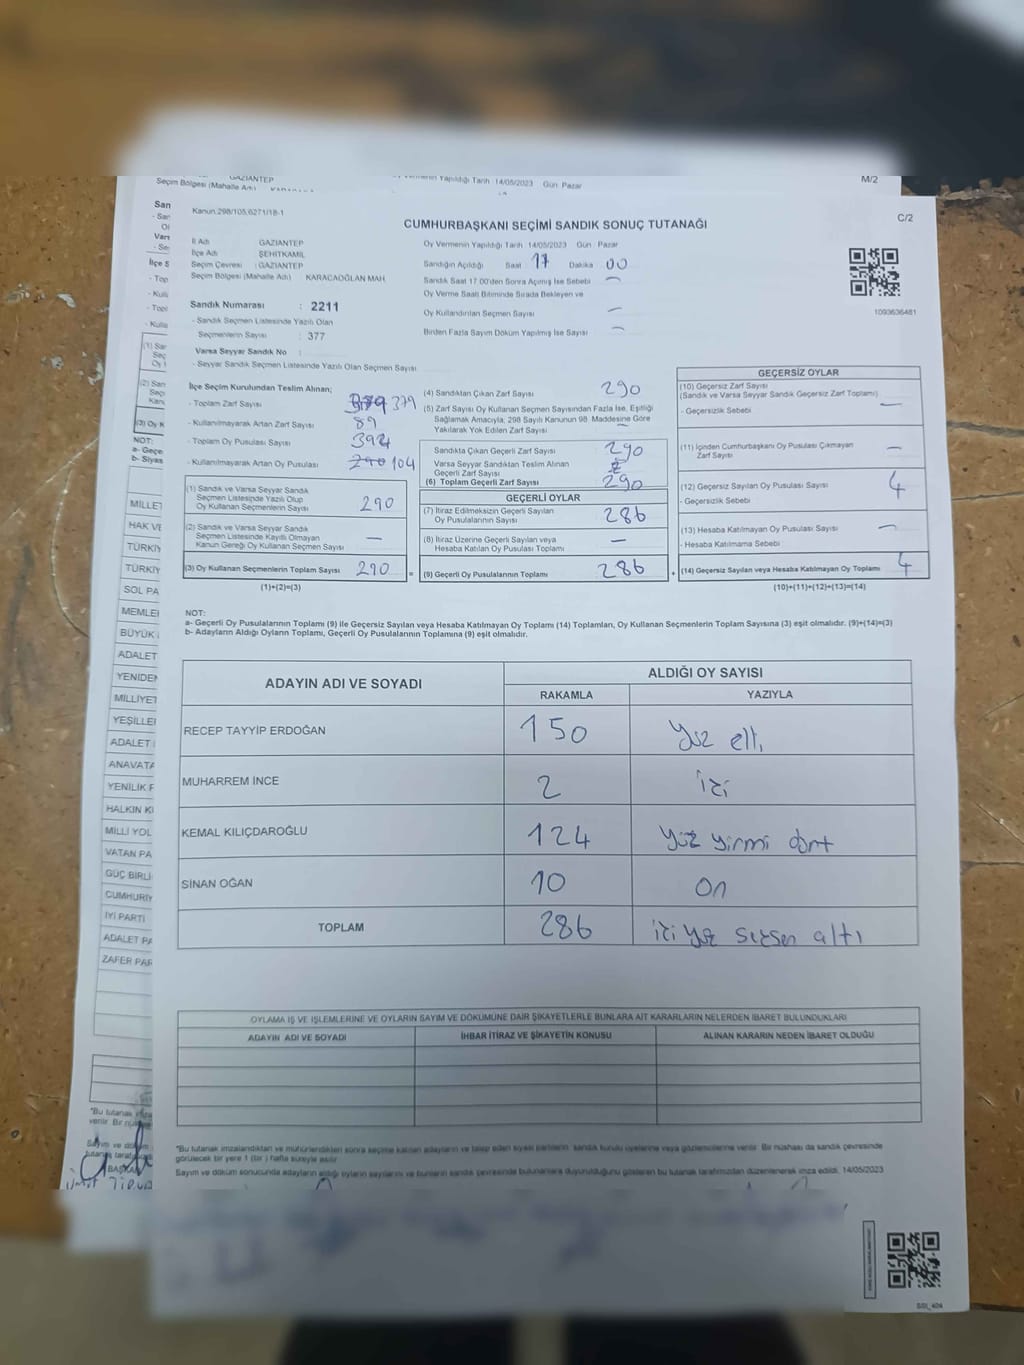 GAZİANTEP
Seçim Bölgesi (Mahalle Adı)
Oy Vermenin Yapıldığı Tarih 14/05/2023 Gün Pazar
M/2
Kanun.298/105,6271/18-1
C/2
CUMHURBAŞKANI SEÇİMİ SANDIK SONUÇ TUTANAĞI
İl Adı : GAZİANTEP
İlçe Adı : ŞEHİTKAMİL
Seçim Çevresi : GAZİANTEP
Seçim Bölgesi (Mahalle Adı) : KARACAOĞLAN MAH.
Sandık Numarası : 2211
- Sandık Seçmen Listesinde Yazılı Olan
Seçmenlerin Sayısı : 377
Varsa Seyyar Sandık No :
- Seyyar Sandık Seçmen Listesinde Yazılı Olan Seçmen Sayısı
Oy Vermenin Yapıldığı Tarih 14/05/2023 Gün Pazar
Sandığın Açıldığı Saat 17 Dakika 00
Sandık Saat 17.00'den Sonra Açılmış İse Sebebi —
Oy Verme Saati Bitiminde Sırada Bekleyen ve
Oy Kullandırılan Seçmen Sayısı —
Birden Fazla Sayım Döküm Yapılmış İse Sayısı —
1093636481
İlçe Seçim Kurulundan Teslim Alınan;
- Toplam Zarf Sayısı 379
- Kullanılmayarak Artan Zarf Sayısı 89
- Toplam Oy Pusulası Sayısı 394
- Kullanılmayarak Artan Oy Pusulası 290 104
(1) Sandık ve Varsa Seyyar Sandık
Seçmen Listesinde Yazılı Olup
Oy Kullanan Seçmenlerin Sayısı 290
(2) Sandık ve Varsa Seyyar Sandık
Seçmen Listesinde Kayıtlı Olmayan
Kanun Gereği Oy Kullanan Seçmen Sayısı —
(3) Oy Kullanan Seçmenlerin Toplam Sayısı 290
(1)+(2)=(3)
(4) Sandıktan Çıkan Zarf Sayısı 290
(5) Zarf Sayısı Oy Kullanan Seçmen Sayısından Fazla İse, Eşitliği
Sağlamak Amacıyla, 298 Sayılı Kanunun 98. Maddesine Göre
Yakılarak Yok Edilen Zarf Sayısı —
Sandıkta Çıkan Geçerli Zarf Sayısı 290
Varsa Seyyar Sandıktan Teslim Alınan
Geçerli Zarf Sayısı
(6) Toplam Geçerli Zarf Sayısı 290
GEÇERLİ OYLAR
(7) İtiraz Edilmeksizin Geçerli Sayılan
Oy Pusulalarının Sayısı 286
(8) İtiraz Üzerine Geçerli Sayılan veya
Hesaba Katılan Oy Pusulası Toplamı —
= (9) Geçerli Oy Pusulalarının Toplamı 286 +
GEÇERSİZ OYLAR
(10) Geçersiz Zarf Sayısı
(Sandık ve Varsa Seyyar Sandık Geçersiz Zarf Toplamı)
- Geçersizlik Sebebi —
(11) İçinden Cumhurbaşkanı Oy Pusulası Çıkmayan
Zarf Sayısı —
(12) Geçersiz Sayılan Oy Pusulası Sayısı 4
- Geçersizlik Sebebi
(13) Hesaba Katılmayan Oy Pusulası Sayısı —
- Hesaba Katılmama Sebebi
(14) Geçersiz Sayılan veya Hesaba Katılmayan Oy Toplamı 4
(10)+(11)+(12)+(13)=(14)
NOT:
a- Geçerli Oy Pusulalarının Toplamı (9) ile Geçersiz Sayılan veya Hesaba Katılmayan Oy Toplamı (14) Toplamları, Oy Kullanan Seçmenlerin Toplam Sayısına (3) eşit olmalıdır. (9)+(14)=(3)
b- Adayların Aldığı Oyların Toplamı, Geçerli Oy Pusulalarının Toplamına (9) eşit olmalıdır.
ADAYIN ADI VE SOYADI
ALDIĞI OY SAYISI
RAKAMLA YAZIYLA
RECEP TAYYİP ERDOĞAN 150 Yüz elli
MUHARREM İNCE 2 iki
KEMAL KILIÇDAROĞLU 124 yüz yirmi dört
SİNAN OĞAN 10 On
TOPLAM 286 iki yüz seksen altı
OYLAMA İŞ VE İŞLEMLERİNE VE OYLARIN SAYIM VE DÖKÜMÜNE DAİR ŞİKAYETLERLE BUNLARA AİT KARARLARIN NELERDEN İBARET BULUNDUKLARI
ADAYIN ADI VE SOYADI İHBAR İTİRAZ VE ŞİKAYETİN KONUSU ALINAN KARARIN NEDEN İBARET OLDUĞU
*Bu tutanak imzalandıktan ve mühürlendikten sonra seçime katılan adayların ve talep eden siyasi partilerin sandık kurulu üyelerine veya gözlemcilerine verilir. Bir nüshası da sandık çevresinde
görülecek bir yere 1 (bir) hafta süreyle asılır.
Sayım ve döküm sonucunda adayların aldığı oyların sayılarını ve bunların sandık çevresinde bulunanlara duyurulduğunu gösteren bu tutanak tarafımızdan düzenlenerek imza edildi. 14/05/2023
MİLLET
HAK VE
TÜRKİY
TÜRKİY
SOL PA
MEMLE
BÜYÜK
ADALET
YENİDEN
MİLLİYET
YEŞİLLE
ADALET
ANAVATA
YENİLİK P
HALKIN K
MİLLİ YOL
VATAN PA
GÜÇ BİRLİ
CUMHURİY
İYİ PARTİ
ADALET PA
ZAFER PAR
*Bu tutanak
verilir. Bir
Sayım ve
BAŞKAN